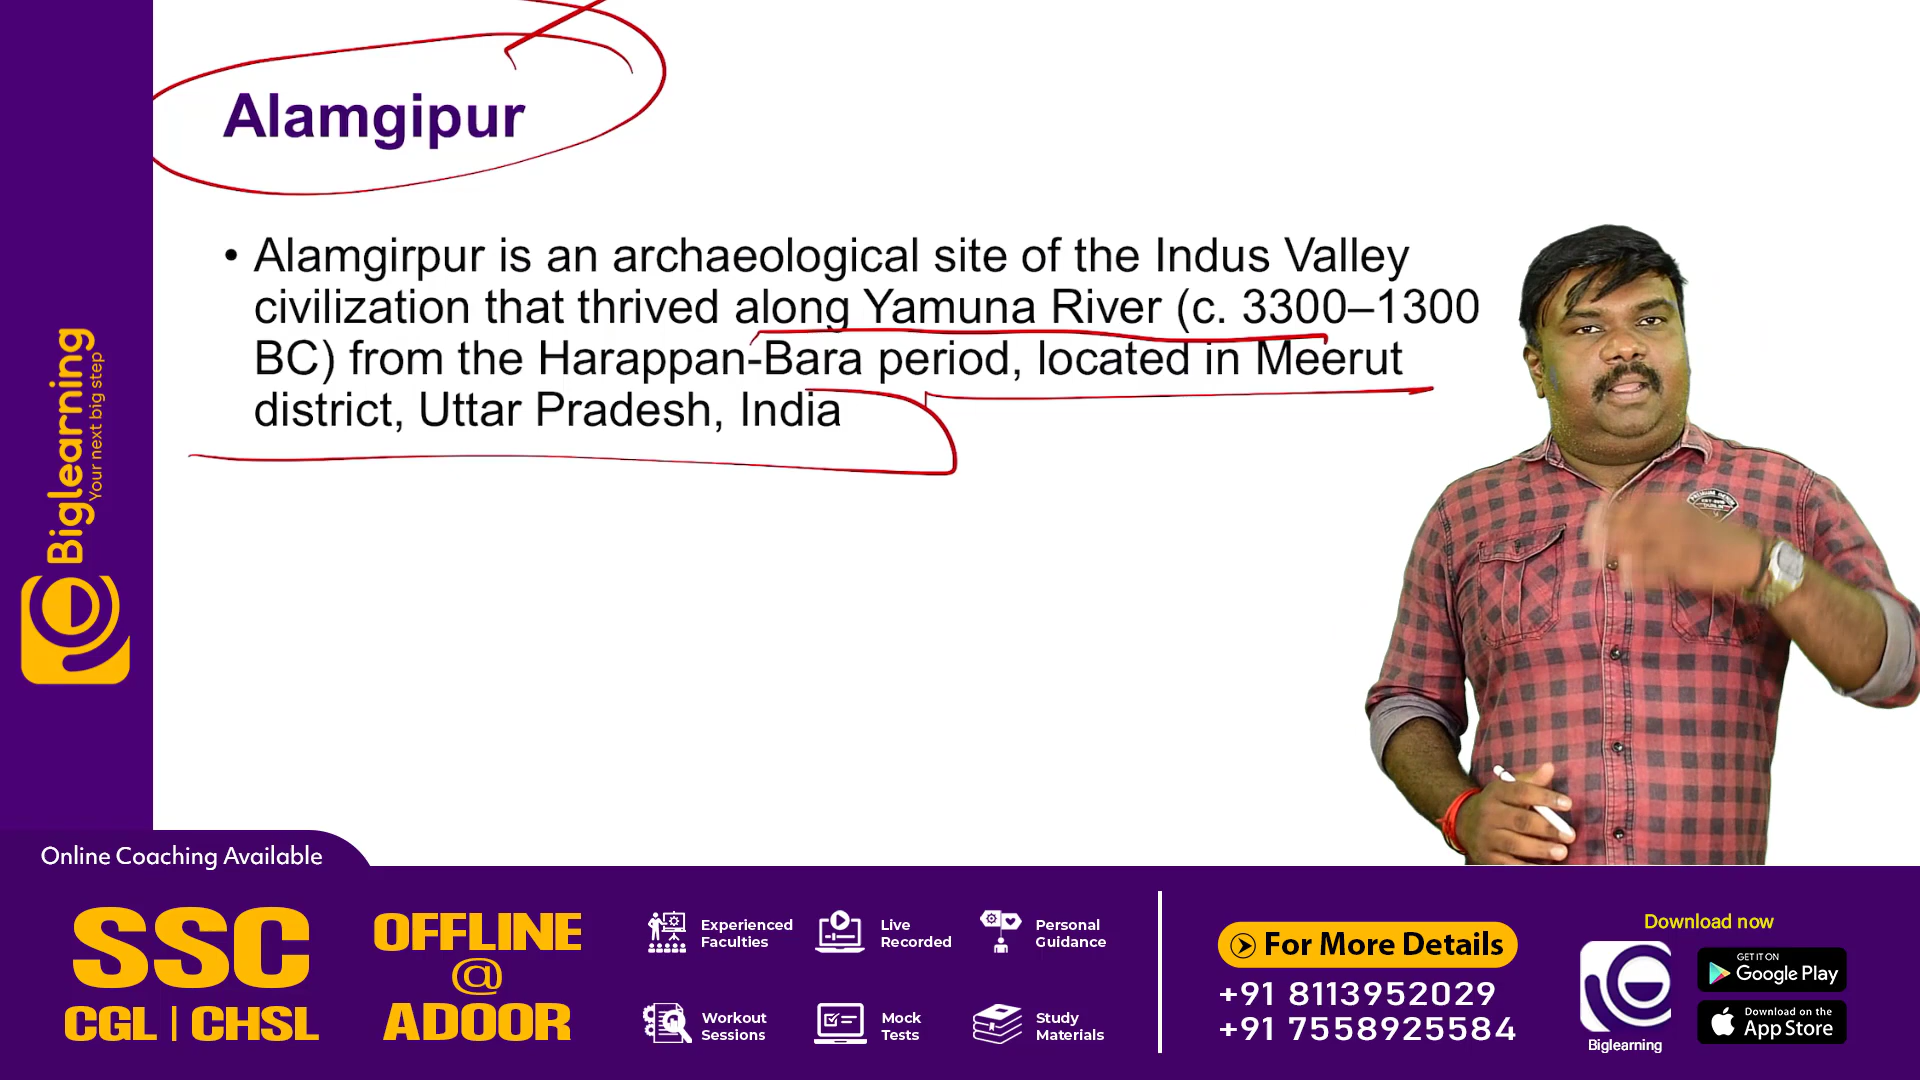 Alamgipur
• Alamgirpur is an archaeological site of the Indus Valley
civilization that thrived along Yamuna River (c. 3300–1300
BC) from the Harappan-Bara period, located in Meerut
district, Uttar Pradesh, India
Biglearning
Your next big step
Online Coaching Available
SSC
CGL | CHSL
OFFLINE
@
ADOOR
Experienced
Faculties
Live
Recorded
Personal
Guidance
Workout
Sessions
Mock
Tests
Study
Materials
For More Details
+91 8113952029
+91 7558925584
Download now
Biglearning
GET IT ON
Google Play
Download on the
App Store